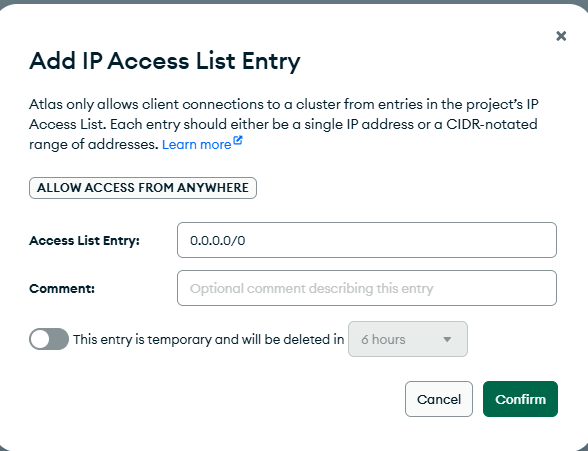 Add IP Access List Entry
Atlas only allows client connections to a cluster from entries in the project's IP
Access List. Each entry should either be a single IP address or a CIDR-notated
range of addresses. Learn more
ALLOW ACCESS FROM ANYWHERE
Access List Entry: 0.0.0.0/0
Comment: Optional comment describing this entry
This entry is temporary and will be deleted in 6 hours
Cancel Confirm